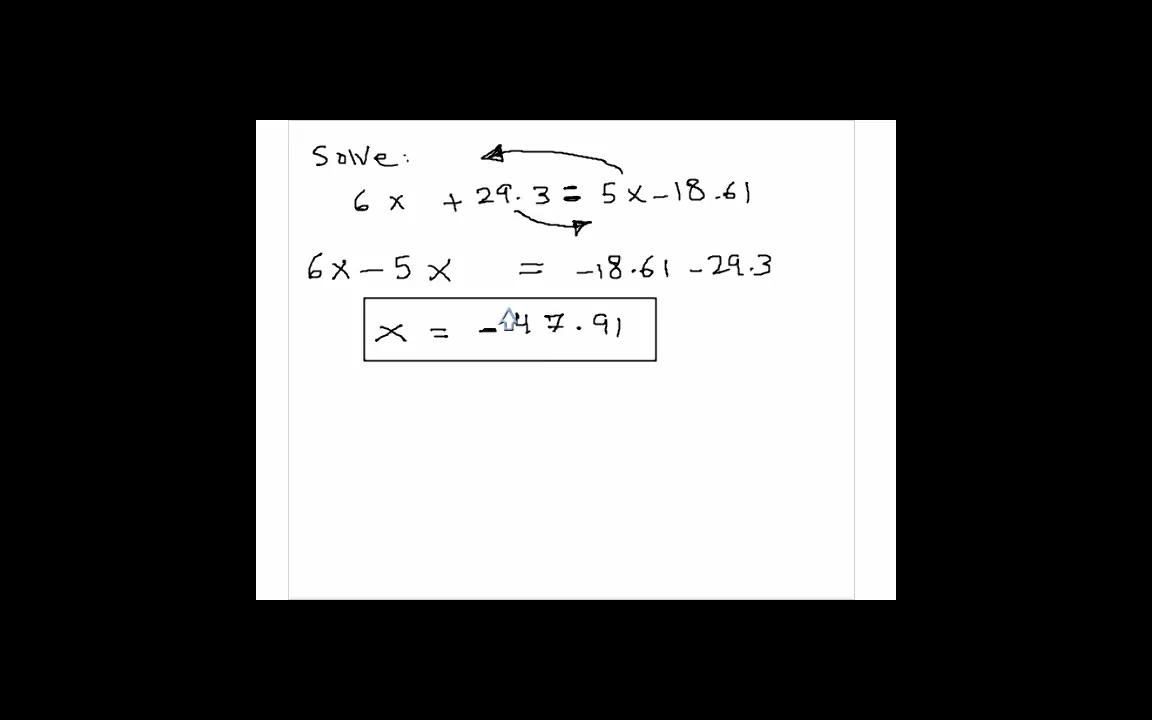 Solve:
6x + 29.3 = 5x - 18.61
6x - 5x = -18.61 - 29.3
x = -47.91